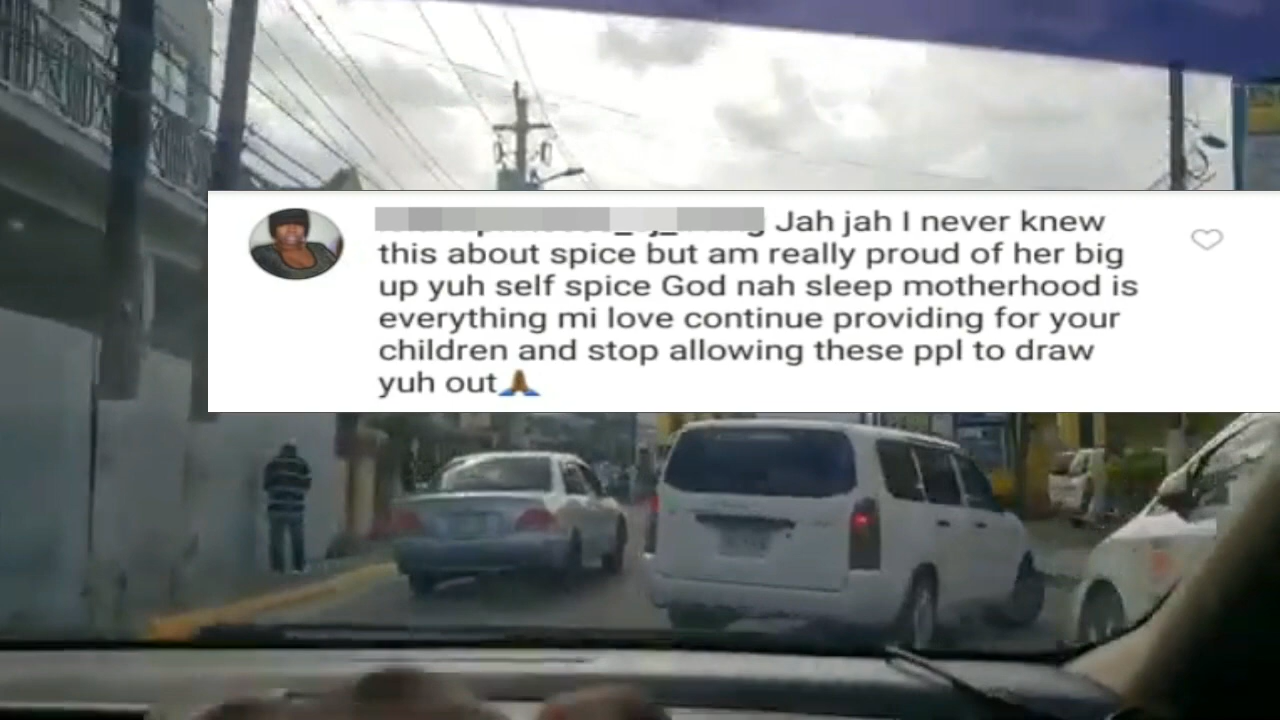 Jah jah I never knew
this about spice but am really proud of her big
up yuh self spice God nah sleep motherhood is
everything mi love continue providing for your
children and stop allowing these ppl to draw
yuh out🙏🏾